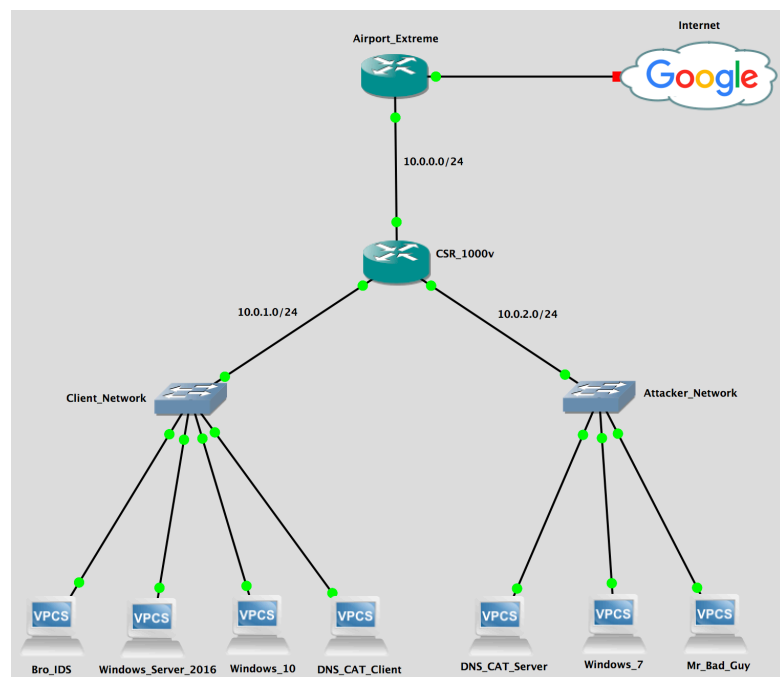 Internet
Airport_Extreme
Google
10.0.0.0/24
CSR_1000v
10.0.1.0/24
10.0.2.0/24
Client_Network
Attacker_Network
VPCS
VPCS
VPCS
VPCS
VPCS
VPCS
VPCS
Bro_IDS
Windows_Server_2016
Windows_10
DNS_CAT_Client
DNS_CAT_Server
Windows_7
Mr_Bad_Guy